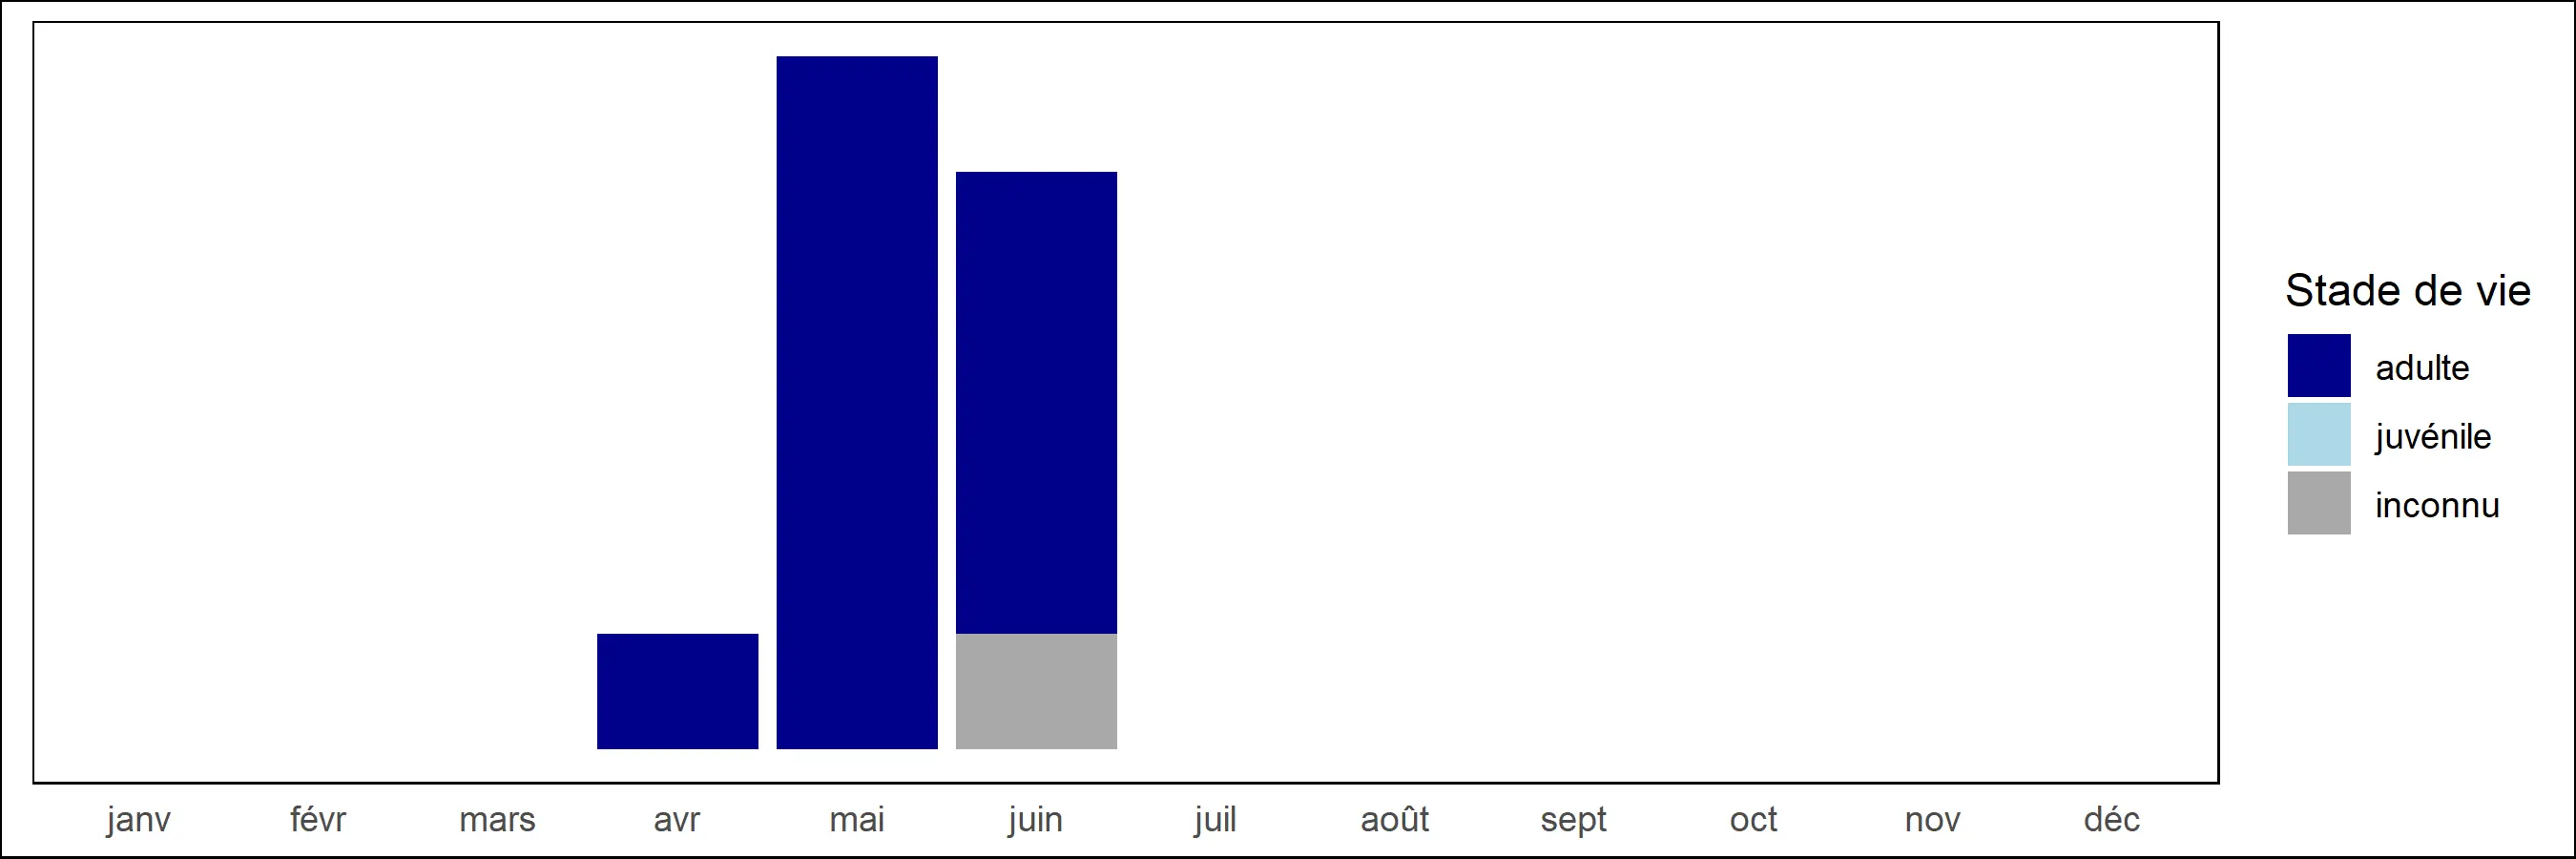 Stade de vie
adulte
juvénile
inconnu
janv févr mars avr mai juin juil août sept oct nov déc